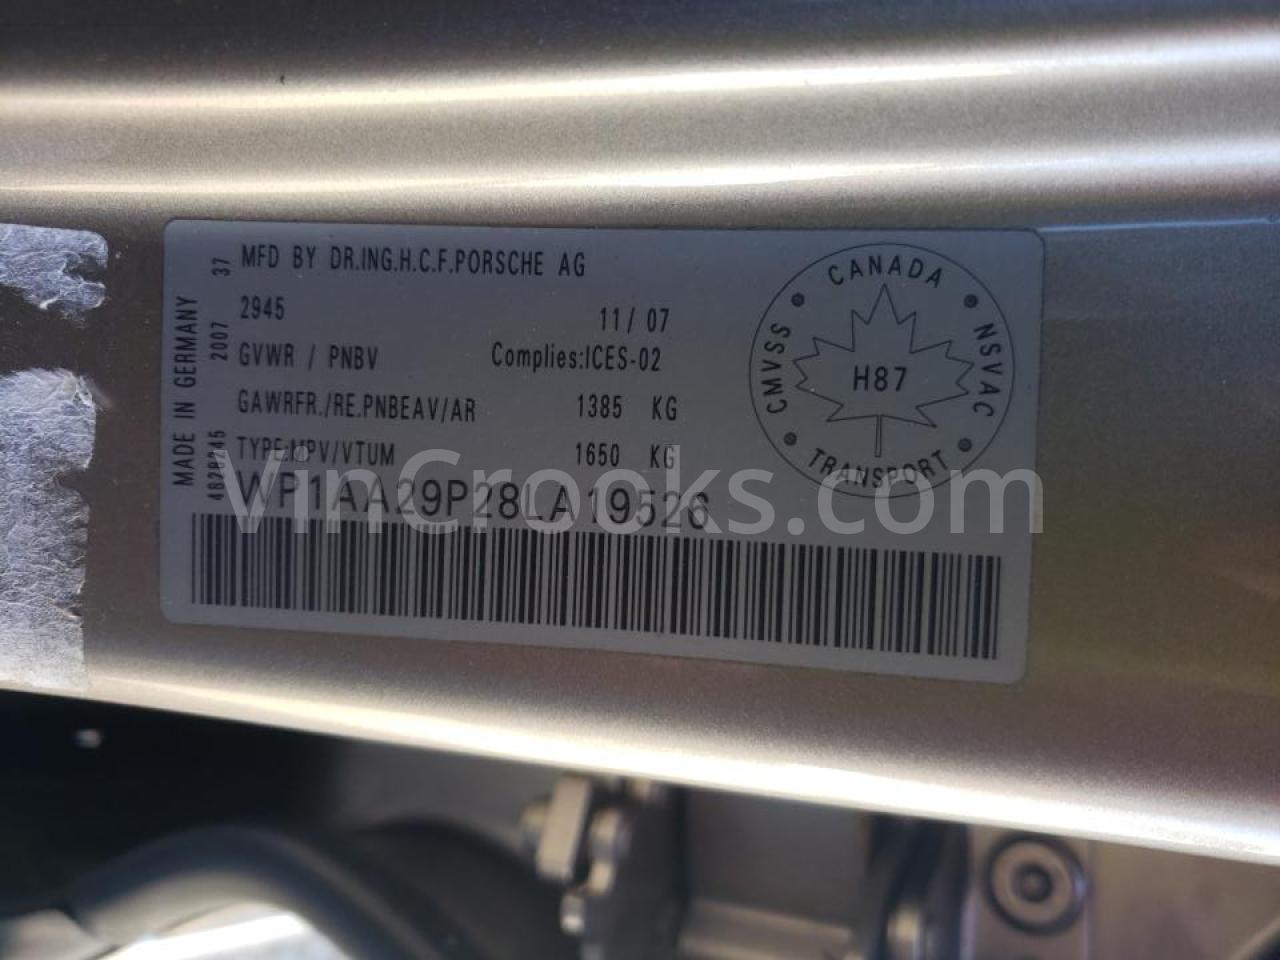 MFD BY DR.ING.H.C.F.PORSCHE AG
2945 11/07
GVWR / PNBV Complies:ICES-02
GAWRFR./RE.PNBEAV/AR 1385 KG
TYPE:MPV/VTUM 1650 KG
WP1AA29P28LA19526
MADE IN GERMANY
4828245 2007 37
CANADA
CMVSS
NSVAC
H87
TRANSPORT
VinCrooks.com